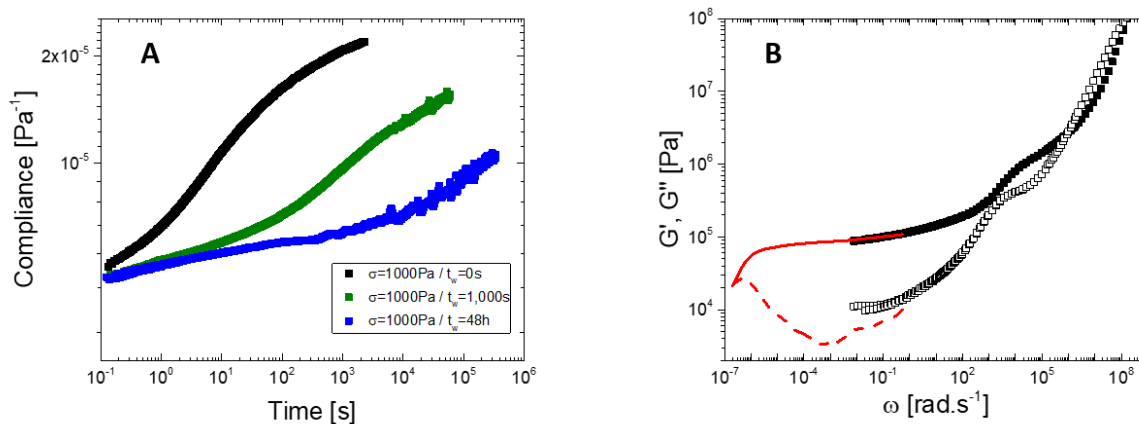 A
Compliance [Pa⁻¹]
2x10⁻⁵
10⁻⁵
σ=1000Pa / t_w=0s
σ=1000Pa / t_w=1,000s
σ=1000Pa / t_w=48h
10⁻¹ 10⁰ 10¹ 10² 10³ 10⁴ 10⁵ 10⁶
Time [s]
B
G', G'' [Pa]
10⁸
10⁷
10⁶
10⁵
10⁴
10⁻⁷ 10⁻⁴ 10⁻¹ 10² 10⁵ 10⁸
ω [rad.s⁻¹]